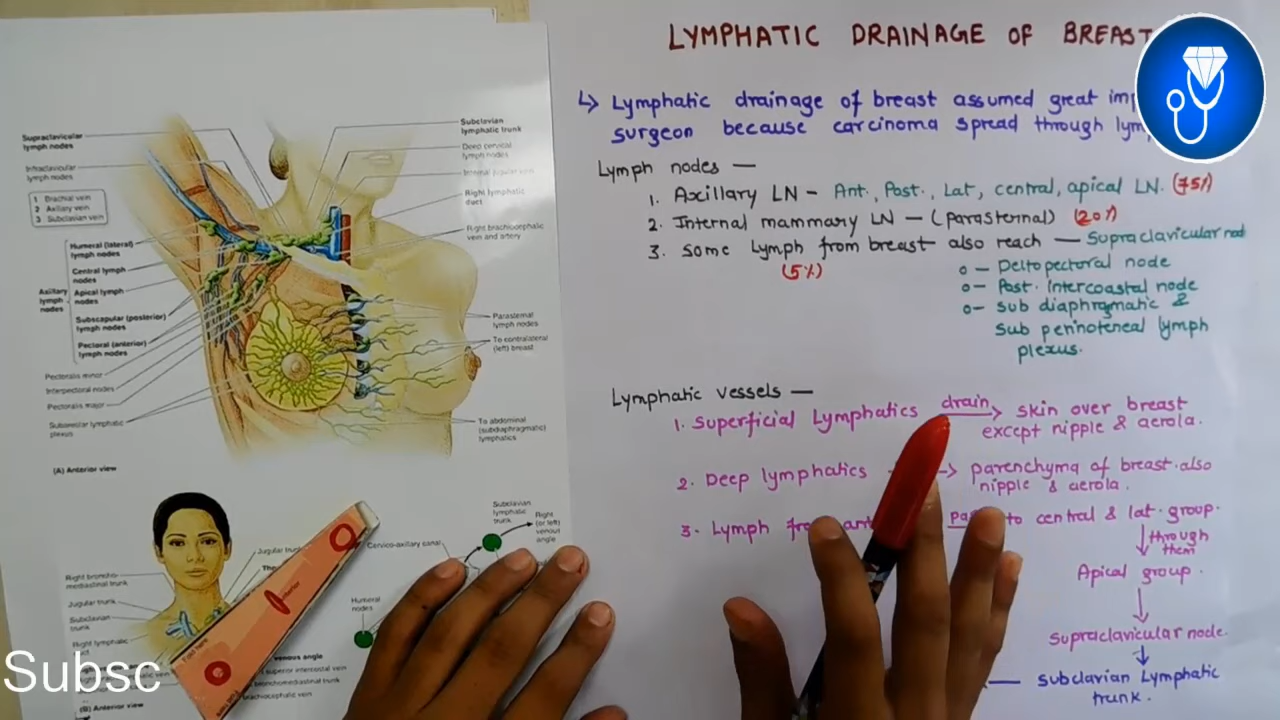 LYMPHATIC DRAINAGE OF BREAST
↳ Lymphatic drainage of breast assumed great
surgeon because carcinoma spread through
Lymph nodes —
1. Axillary LN - Ant., Post., Lat, central, apical LN. (75%)
2. Internal mammary LN - (parasternal) (20%)
3. Some Lymph from breast also reach — Supraclavicular
(5%)
o - Deltopectoral node
o - Post. intercoastal node
o - Sub diaphragmatic &
Sub perinoteneal lymph
plexus.
Lymphatic vessels —
1. Superficial Lymphatics drain → skin over breast
except nipple & aerola.
2. Deep lymphatics → parenchyma of breast also
nipple & aerola.
3. Lymph to central & lat. group.
↓ through
them
Apical group.
↓
Supraclavicular node.
↓
Subclavian Lymphatic
trunk.
Supraclavicular
lymph nodes
Infraclavicular
lymph nodes
1 Brachial vein
2 Axillary vein
3 Subclavian vein
Humeral (lateral)
lymph nodes
Central lymph
nodes
Axillary
lymph
nodes
Apical lymph
nodes
Subscapular (posterior)
lymph nodes
Pectoral (anterior)
lymph nodes
Pectoralis minor
Interpectoral nodes
Pectoralis major
Subareolar lymphatic
plexus
Subclavian
lymphatic trunk
Deep cervical
lymph nodes
Internal jugular vein
Right lymphatic
duct
Right brachiocephalic
vein and artery
Parasternal
lymph nodes
To contralateral
(left) breast
To abdominal
(subdiaphragmatic)
lymphatics
(A) Anterior view
Jugular
Right broncho-
mediastinal trunk
Jugular trunk
Subclavian
trunk
Right lymphatic
(B) Anterior view
Subclavian
lymphatic
trunk
Right
(or left)
venous
angle
Cervico-axillary canal
Humeral
nodes
venous angle
superior intercostal vein
bronchomediastinal trunk
brachiocephalic vein
Subsc